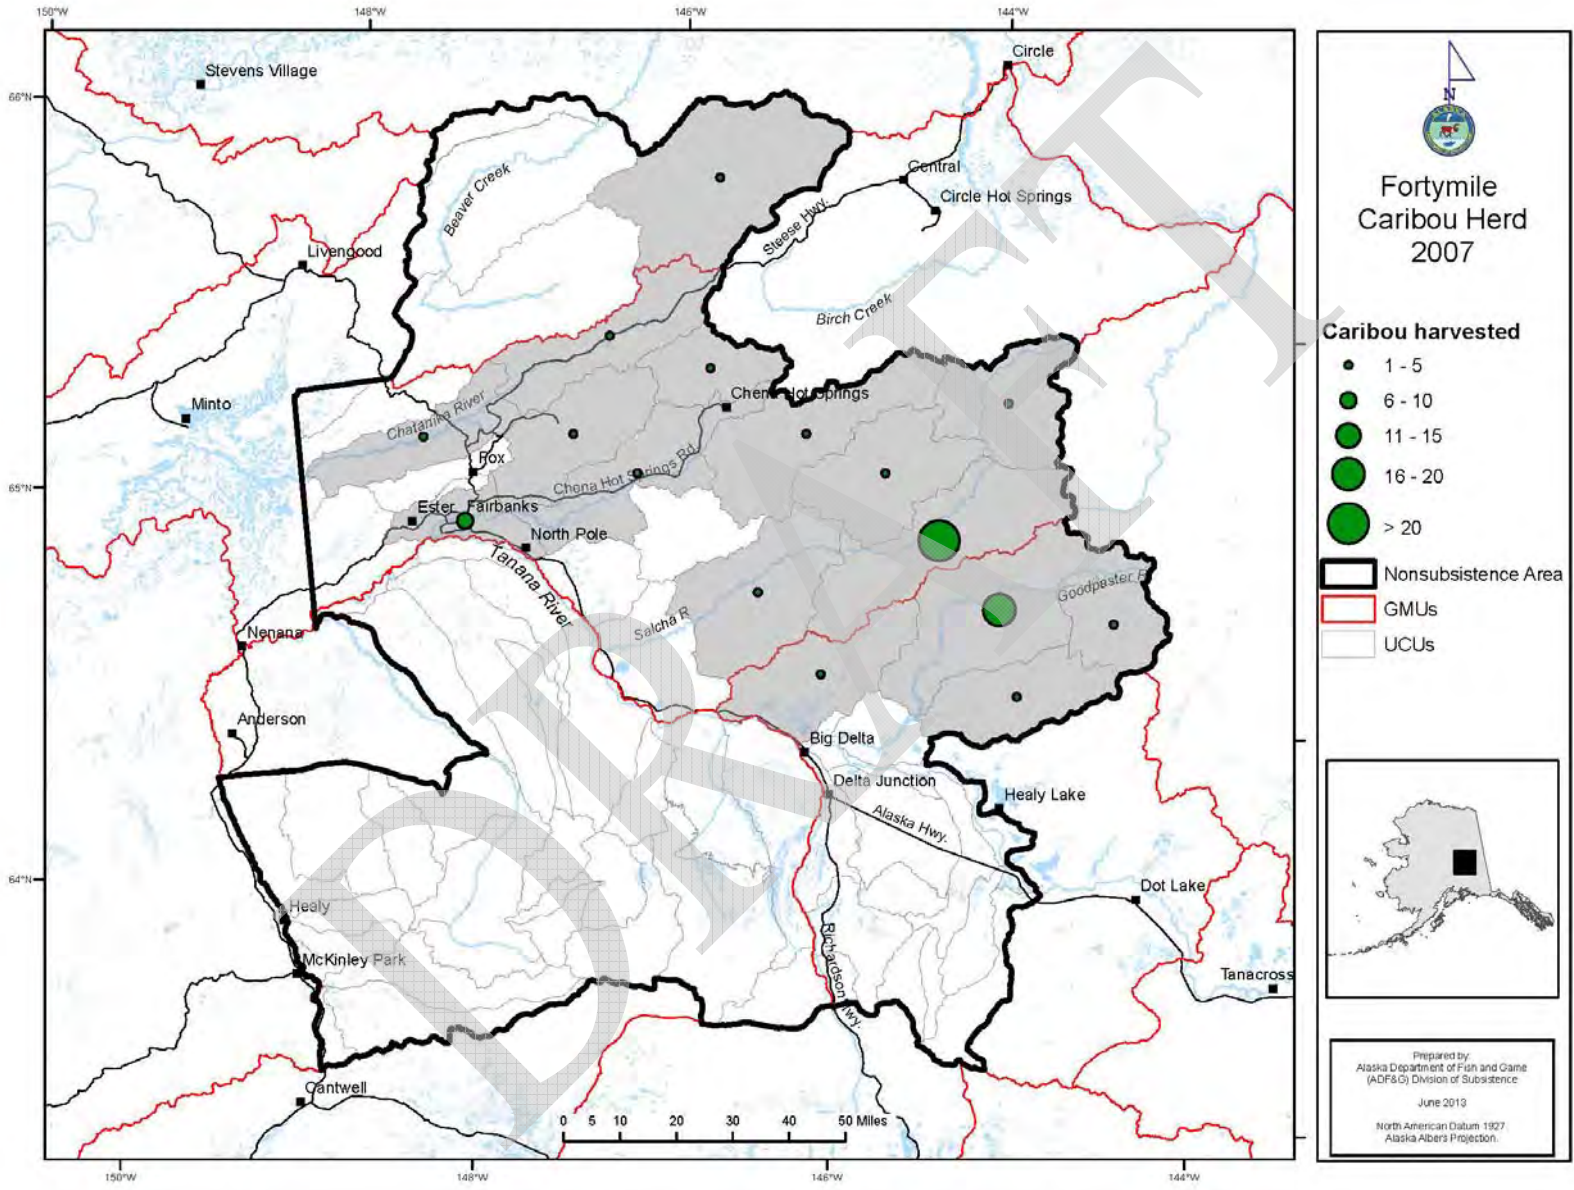 150°W
148°W
146°W
144°W
Circle
Stevens Village
66°N
Central
Circle Hot Springs
Beaver Creek
Steese Hwy.
Livengood
Birch Creek
Minto
Chena Hot Springs
Chatanika River
Fox
Chena Hot Springs Rd.
65°N
Ester
Fairbanks
North Pole
Tanana River
Goodpaster R
Salcha R
Nenana
Anderson
Big Delta
Delta Junction
Healy Lake
Alaska Hwy.
64°N
Dot Lake
Healy
Richardson Hwy.
McKinley Park
Tanacross
Cantwell
0 5 10 20 30 40 50 Miles
150°W
148°W
146°W
144°W
DRAFT
N
ALASKA
Fortymile
Caribou Herd
2007
Caribou harvested
1 - 5
6 - 10
11 - 15
16 - 20
> 20
Nonsubsistence Area
GMUs
UCUs
Prepared by:
Alaska Department of Fish and Game
(ADF&G) Division of Subsistence
June 2013
North American Datum 1927
Alaska Albers Projection.